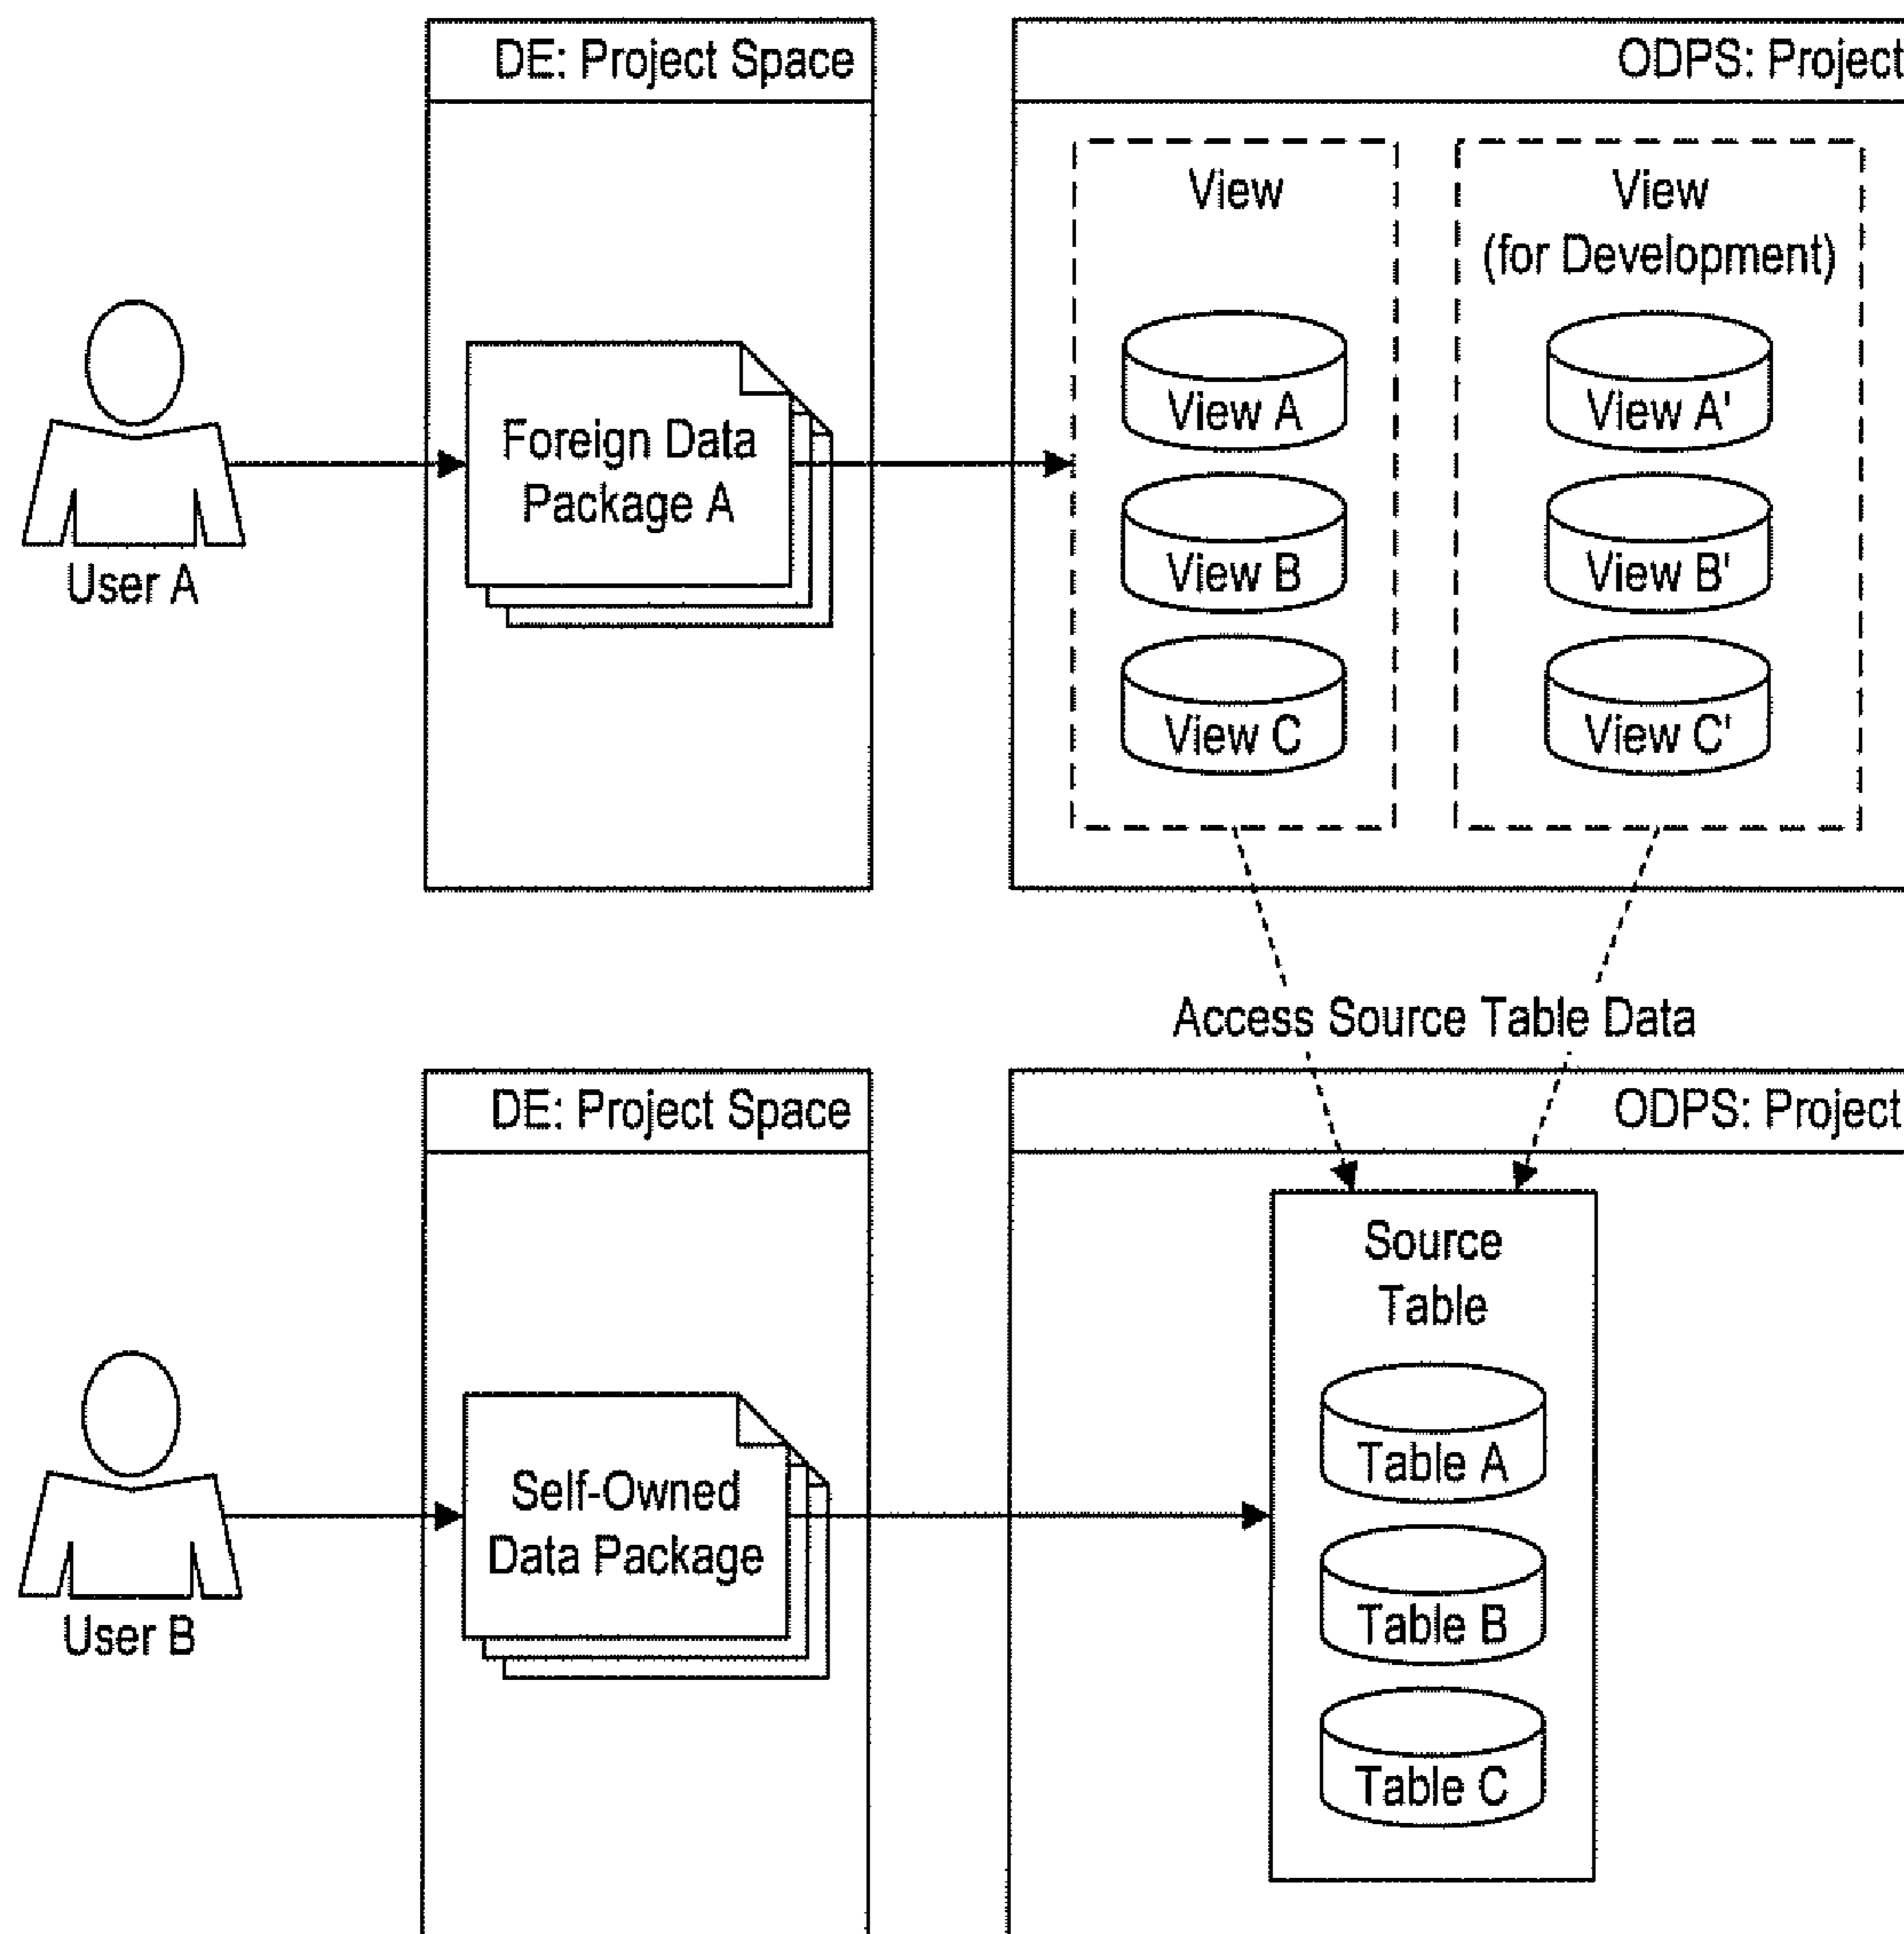 DE: Project Space
ODPS: Project
View
View
(for Development)
User A
Foreign Data
Package A
View A
View A'
View B
View B'
View C
View C'
Access Source Table Data
DE: Project Space
ODPS: Project
User B
Self-Owned
Data Package
Source
Table
Table A
Table B
Table C